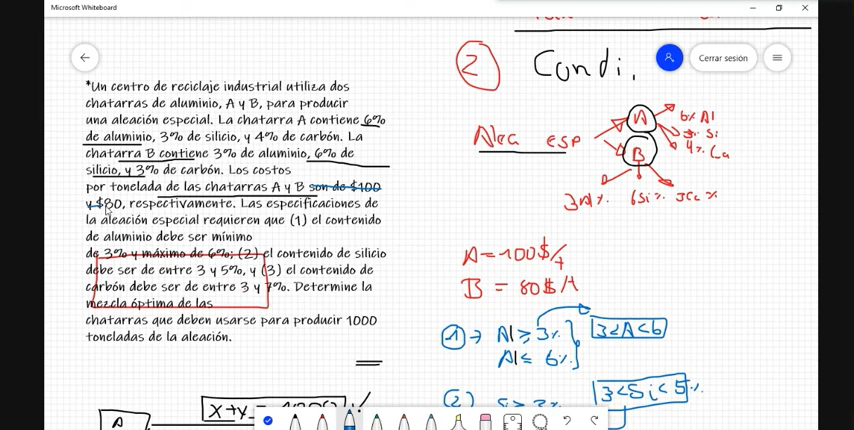 Microsoft Whiteboard
Cerrar sesión
*Un centro de reciclaje industrial utiliza dos
chatarras de aluminio, A y B, para producir
una aleación especial. La chatarra A contiene 6%
de aluminio, 3% de silicio, y 4% de carbón. La
chatarra B contiene 3% de aluminio, 6% de
silicio, y 3% de carbón. Los costos
por tonelada de las chatarras A y B son de $100
y $80, respectivamente. Las especificaciones de
la aleación especial requieren que (1) el contenido
de aluminio debe ser mínimo
de 3% y máximo de 6%; (2) el contenido de silicio
debe ser de entre 3 y 5%, y (3) el contenido de
carbón debe ser de entre 3 y 7%. Determine la
mezcla óptima de las
chatarras que deben usarse para producir 1000
toneladas de la aleación.
x+y = 1000
A
2 Condi.
Alea ESP
A
6% Al
3% Si
4% Ca
B
3 Al% 6Si% 3Cc%
A = 100$/T
B = 80$/T
1 → Al ≥ 3%
Al ≤ 6%
3<A<6
(2)
3<Si<5%